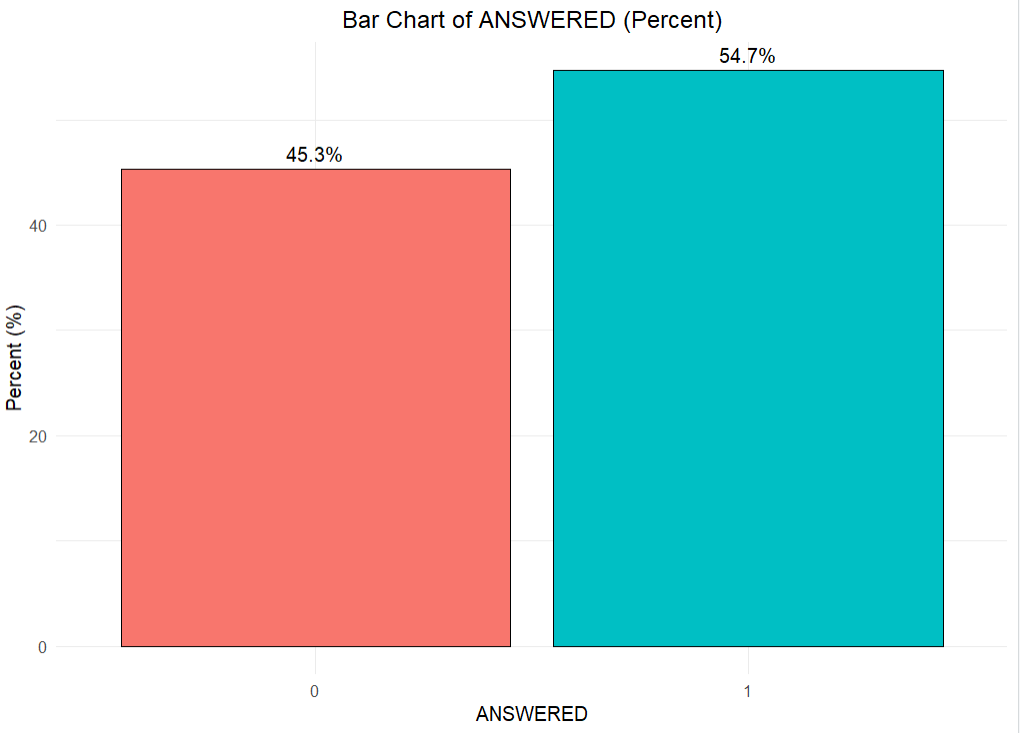 Bar Chart of ANSWERED (Percent)
54.7%
45.3%
40
Percent (%)
20
0
0
1
ANSWERED